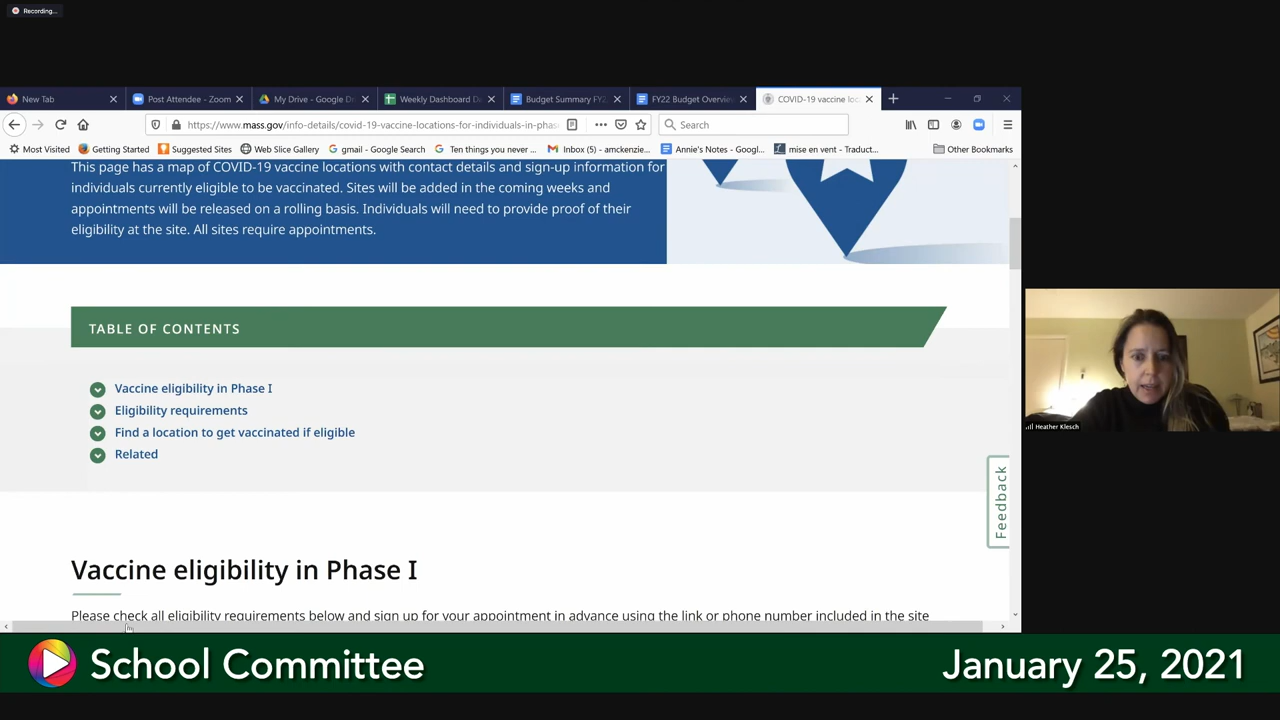 Recording...
New Tab
Post Attendee - Zoom
My Drive - Google D
Weekly Dashboard D
Budget Summary FY2
FY22 Budget Overvie
COVID-19 vaccine loc
https://www.mass.gov/info-details/covid-19-vaccine-locations-for-individuals-in-phas
Search
Most Visited
Getting Started
Suggested Sites
Web Slice Gallery
gmail - Google Search
Ten things you never ...
Inbox (5) - amckenzie...
Annie's Notes - Googl...
mise en vent - Traduct...
Other Bookmarks
This page has a map of COVID-19 vaccine locations with contact details and sign-up information for
individuals currently eligible to be vaccinated. Sites will be added in the coming weeks and
appointments will be released on a rolling basis. Individuals will need to provide proof of their
eligibility at the site. All sites require appointments.
TABLE OF CONTENTS
Vaccine eligibility in Phase I
Eligibility requirements
Find a location to get vaccinated if eligible
Related
Feedback
Vaccine eligibility in Phase I
Please check all eligibility requirements below and sign up for your appointment in advance using the link or phone number included in the site
Heather Klesch
School Committee
January 25, 2021